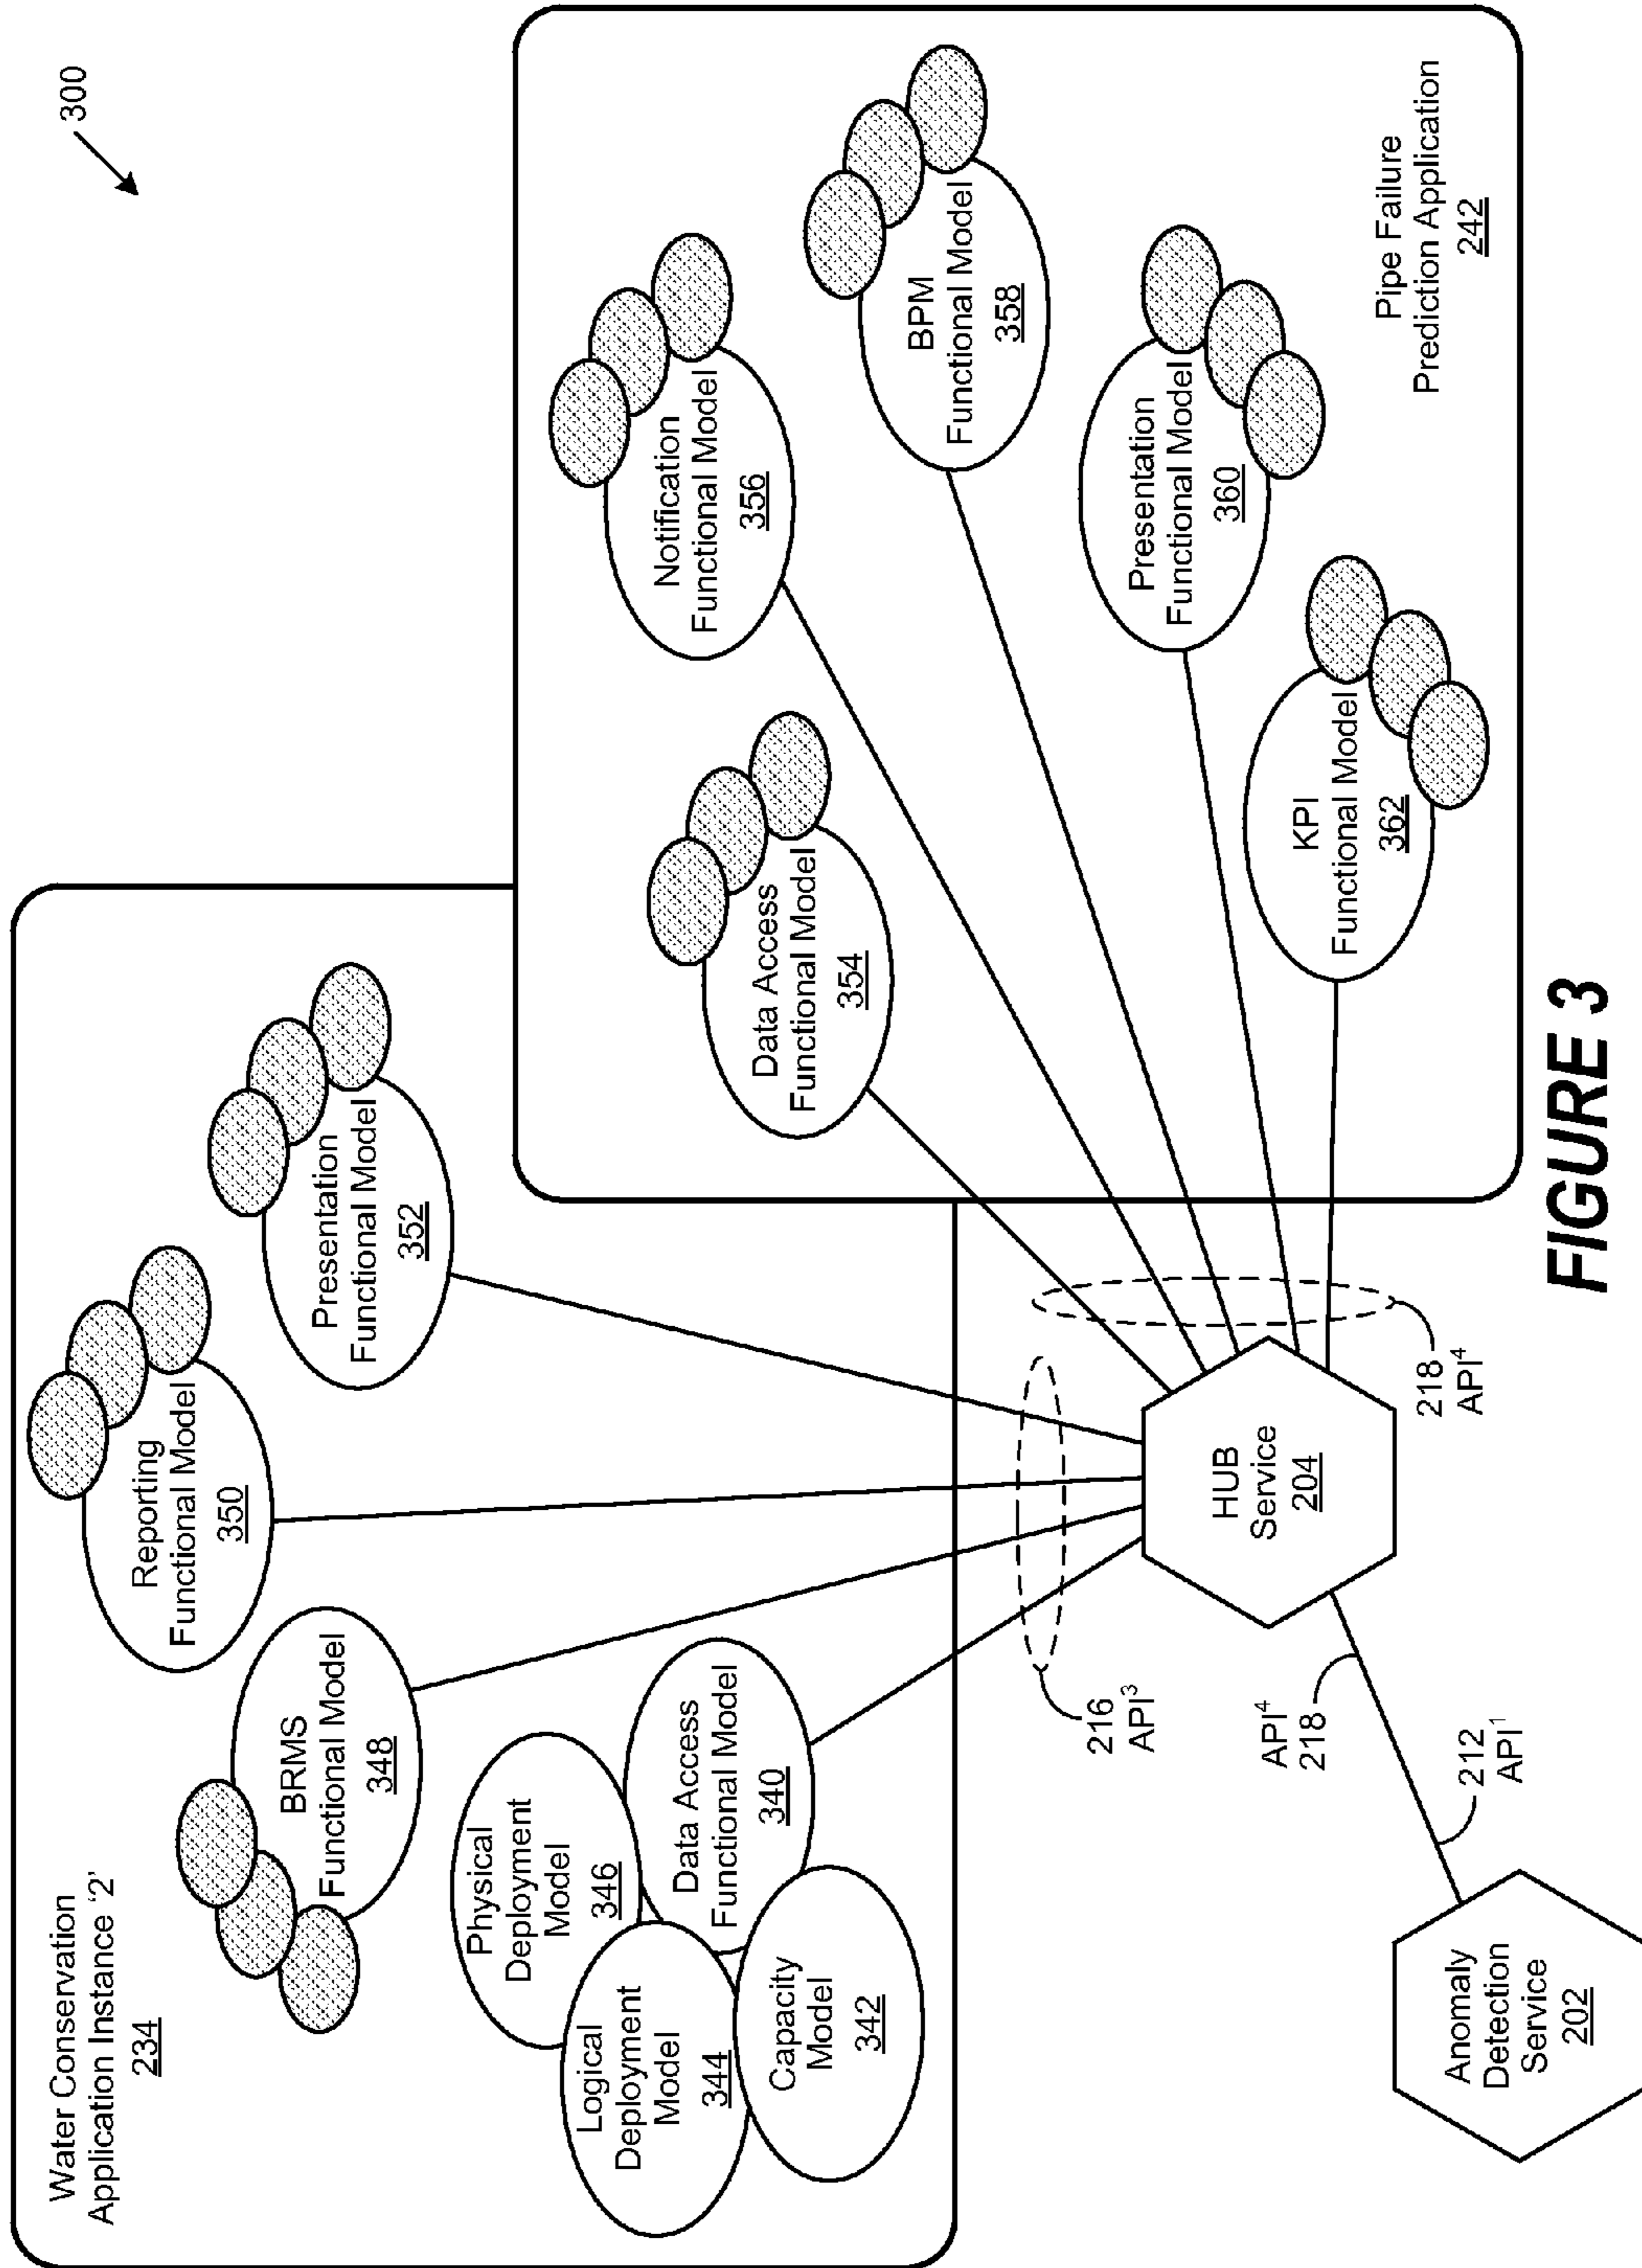 300
Water Conservation
Application Instance ‘2’
234
Reporting
Functional Model
350
BRMS
Functional Model
348
Presentation
Functional Model
352
Physical
Deployment
Model
346
Logical
Deployment
Model
344
Data Access
Functional Model
340
Capacity
Model
342
Notification
Functional Model
356
Data Access
Functional Model
354
BPM
Functional Model
358
Presentation
Functional Model
360
KPI
Functional Model
362
Pipe Failure
Prediction Application
242
216
API³
218
API⁴
HUB
Service
204
API⁴
218
212
API¹
Anomaly
Detection
Service
202
FIGURE 3